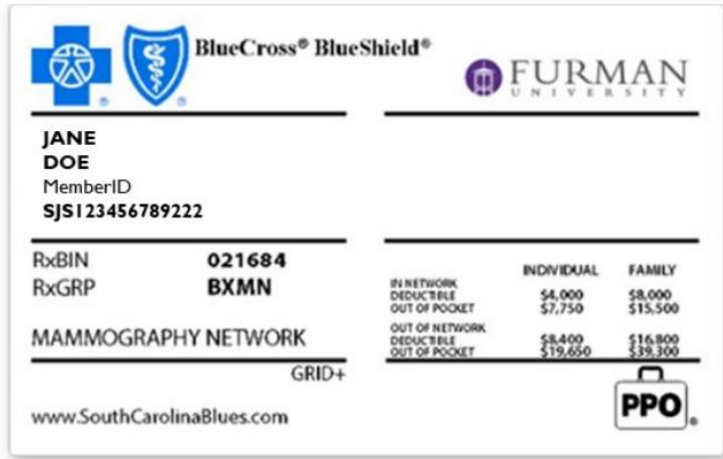 BlueCross® BlueShield®
FURMAN
UNIVERSITY
JANE
DOE
MemberID
SJS123456789222
RxBIN 021684
RxGRP BXMN
MAMMOGRAPHY NETWORK
GRID+
www.SouthCarolinaBlues.com
INDIVIDUAL FAMILY
IN NETWORK
DEDUCTIBLE $4,000 $8,000
OUT OF POCKET $7,750 $15,500
OUT OF NETWORK
DEDUCTIBLE $8,400 $16,800
OUT OF POCKET $19,650 $39,300
PPO®